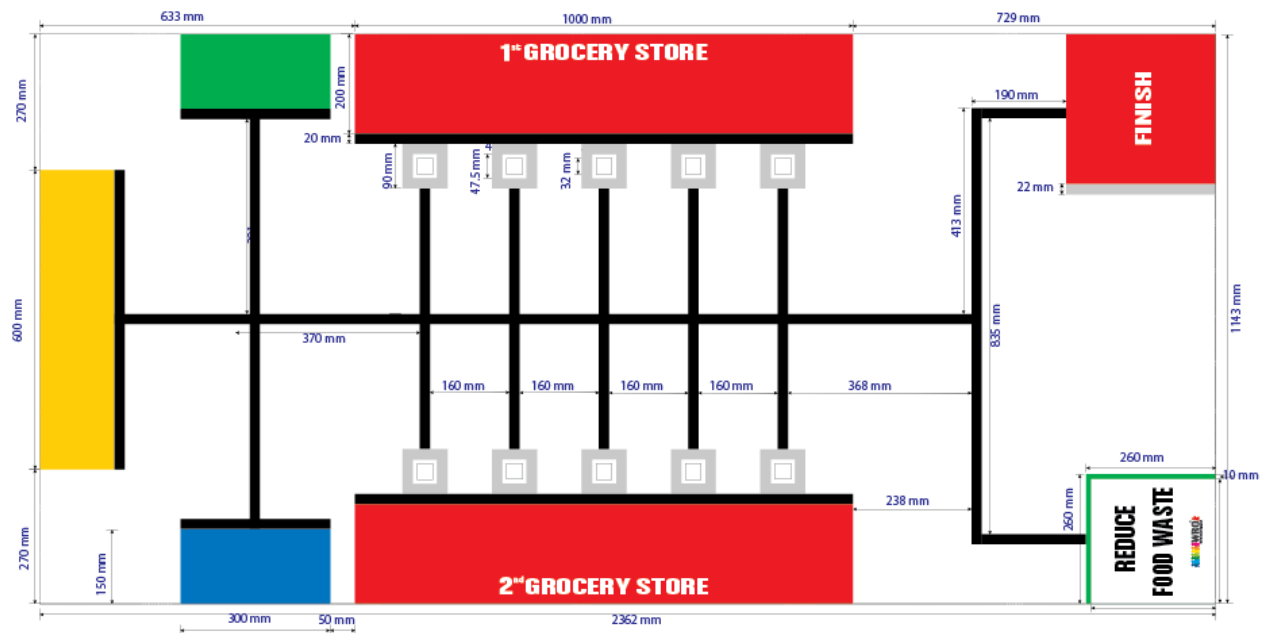 633 mm
1000 mm
729 mm
1st GROCERY STORE
FINISH
270 mm
200 mm
20 mm
90 mm
47.5 mm
32 mm
190 mm
22 mm
413 mm
600 mm
370 mm
835 mm
1143 mm
160 mm
160 mm
160 mm
160 mm
368 mm
260 mm
10 mm
238 mm
260 mm
REDUCE
FOOD WASTE
270 mm
150 mm
2nd GROCERY STORE
300 mm
50 mm
2362 mm